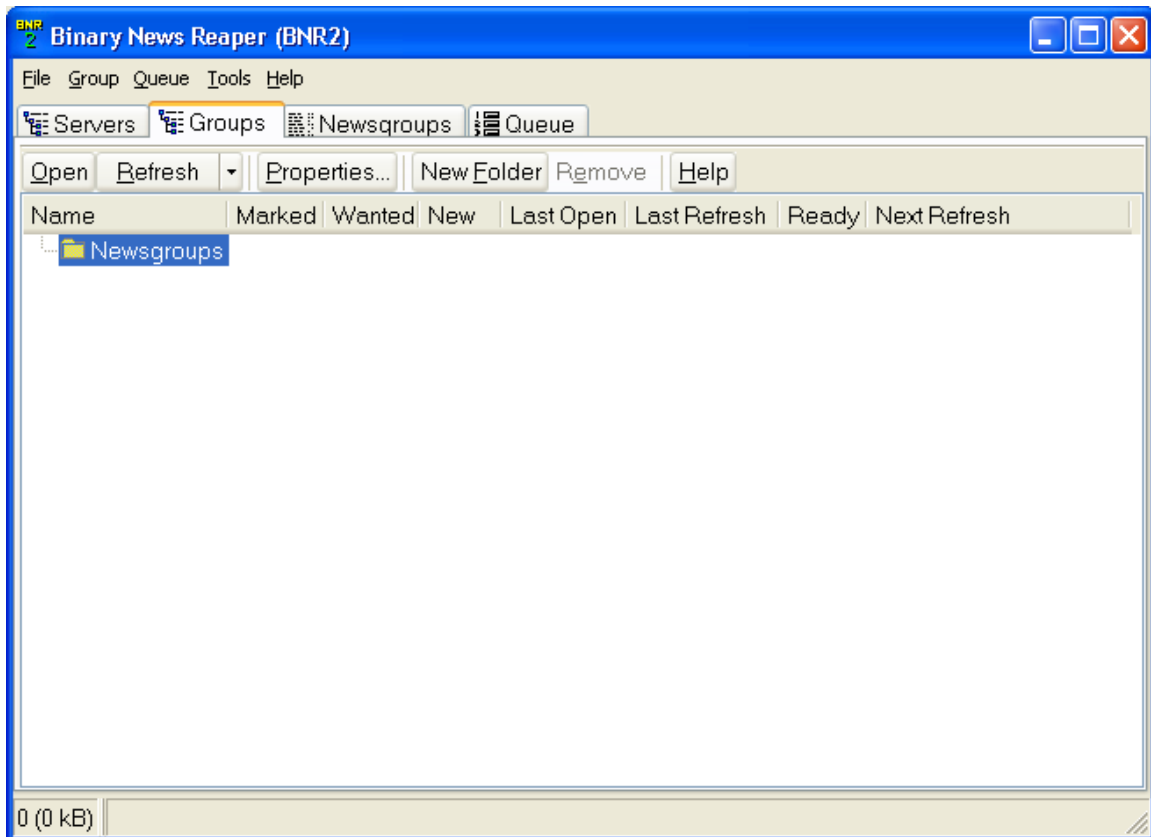 BNR 2 Binary News Reaper (BNR2)
File Group Queue Tools Help
Servers Groups Newsgroups Queue
Open Refresh Properties... New Folder Remove Help
Name Marked Wanted New Last Open Last Refresh Ready Next Refresh
Newsgroups
0 (0 kB)